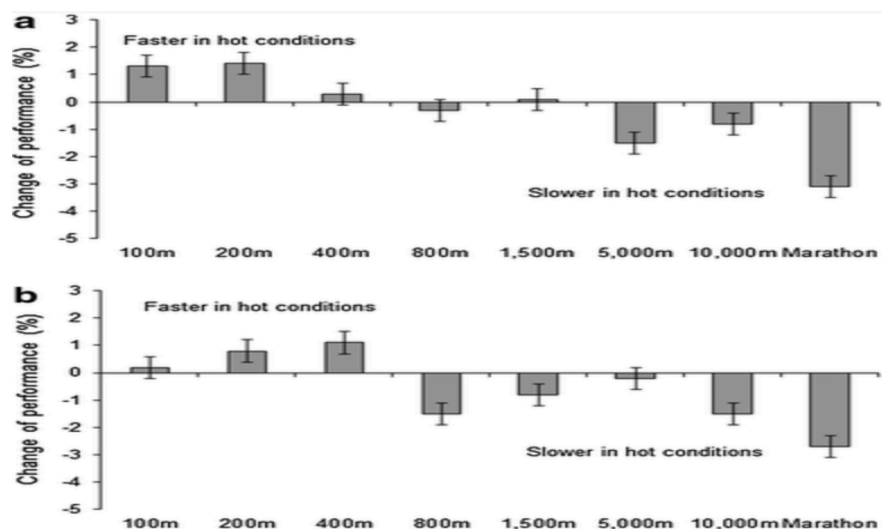 a
Change of performance (%)
3
2
1
0
-1
-2
-3
-4
-5
Faster in hot conditions
Slower in hot conditions
100m 200m 400m 800m 1,500m 5,000m 10,000m Marathon
b
Change of performance (%)
3
2
1
0
-1
-2
-3
-4
-5
Faster in hot conditions
Slower in hot conditions
100m 200m 400m 800m 1,500m 5,000m 10,000m Marathon